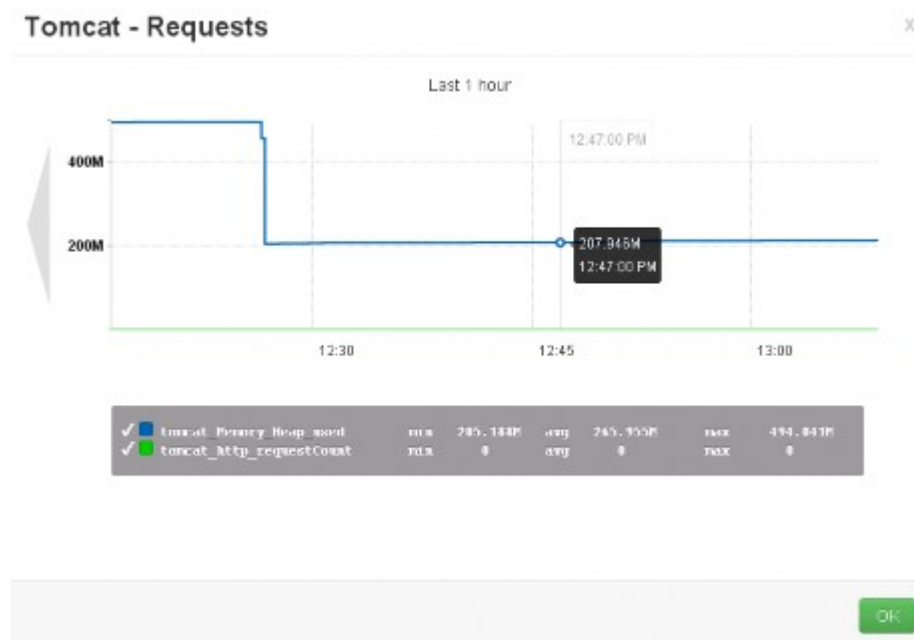 Tomcat - Requests
x
Last 1 hour
12:47:00 PM
400M
200M
207.946M
12:47:00 PM
12:30 12:45 13:00
tomcat_Memory_Heap_used min 205.188M avg 265.955M max 494.041M
tomcat_http_requestCount min 0 avg 0 max 0
OK